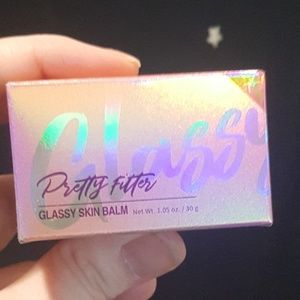 Glassy
Pretty Filter
GLASSY SKIN BALM Net Wt. 1.05 oz. / 30 g